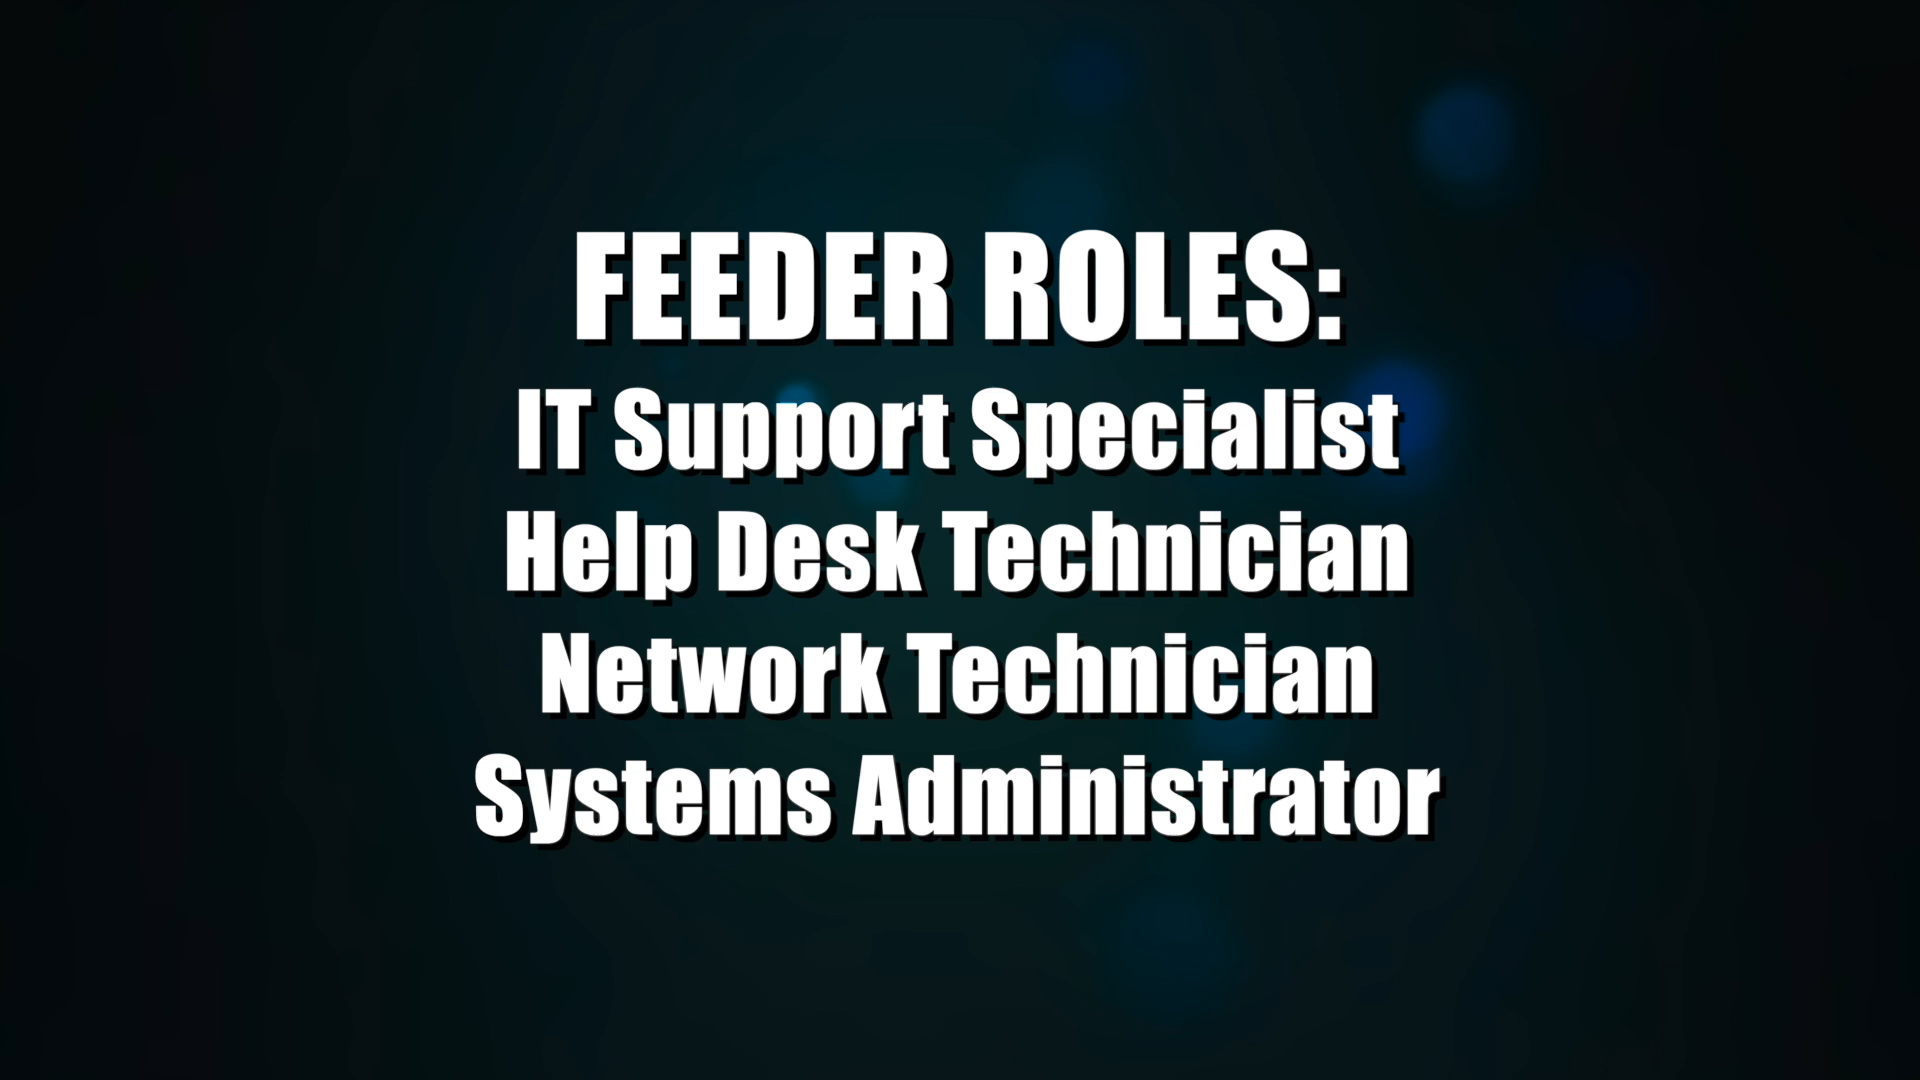 FEEDER ROLES:
IT Support Specialist
Help Desk Technician
Network Technician
Systems Administrator